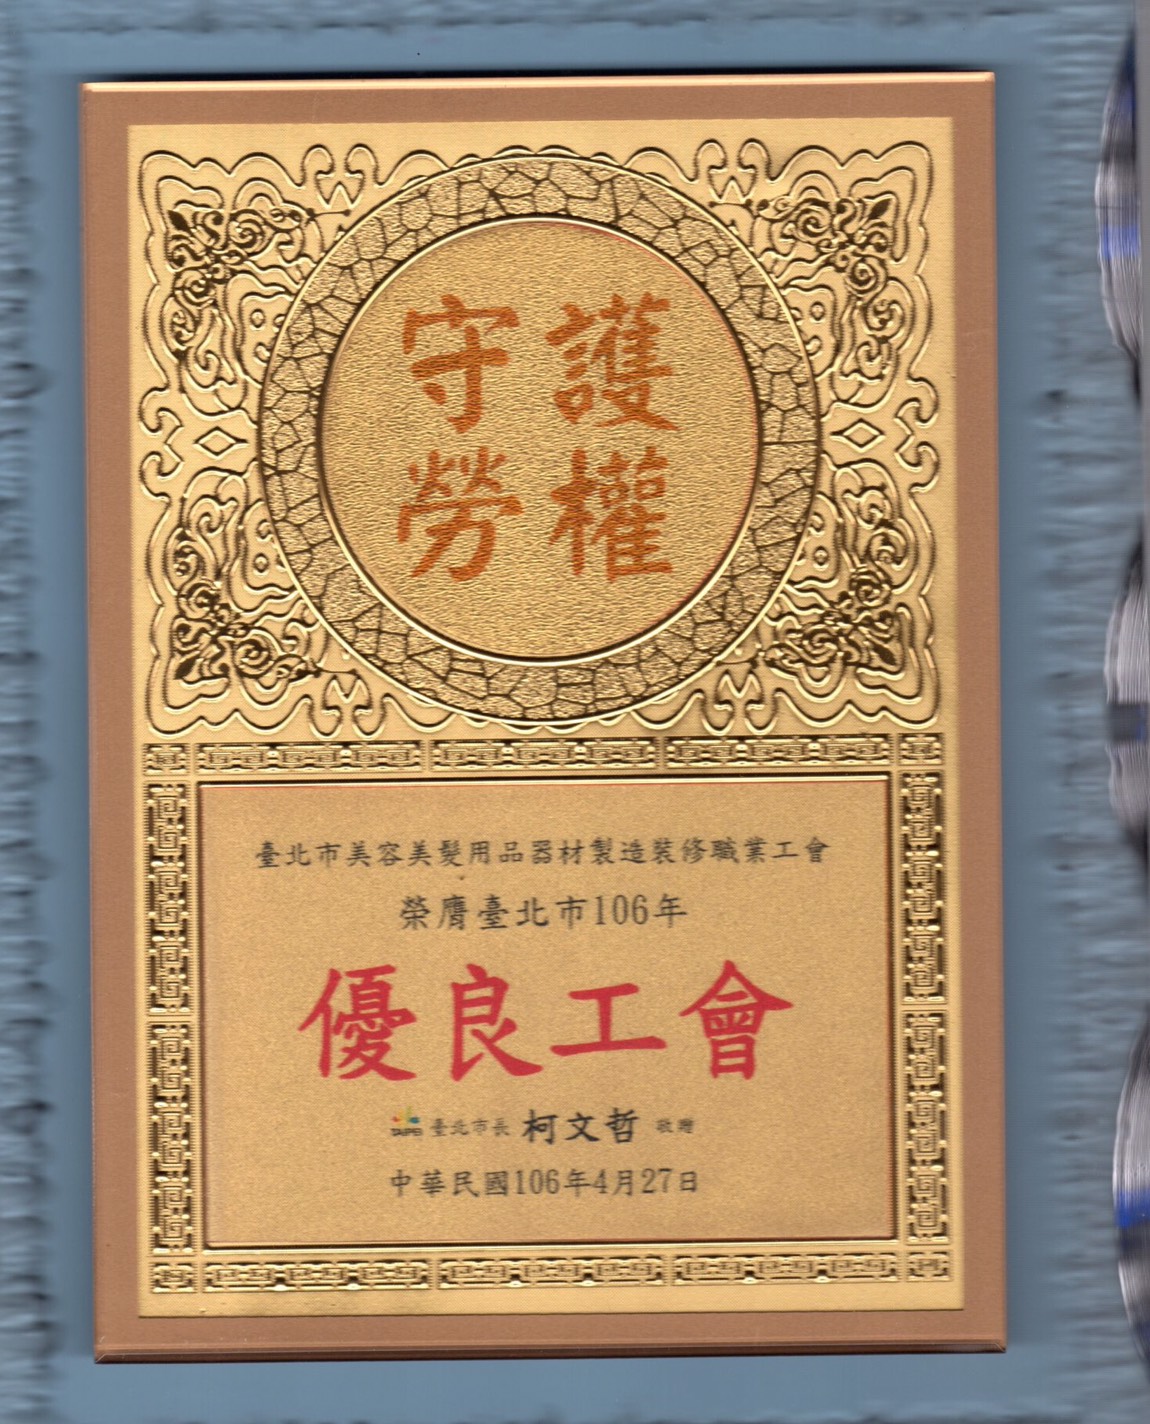 守護
勞權
臺北市美容美髮用品器材製造裝修職業工會
榮膺臺北市106年
優良工會
TAIPEI 臺北市長 柯文哲 敬贈
中華民國106年4月27日